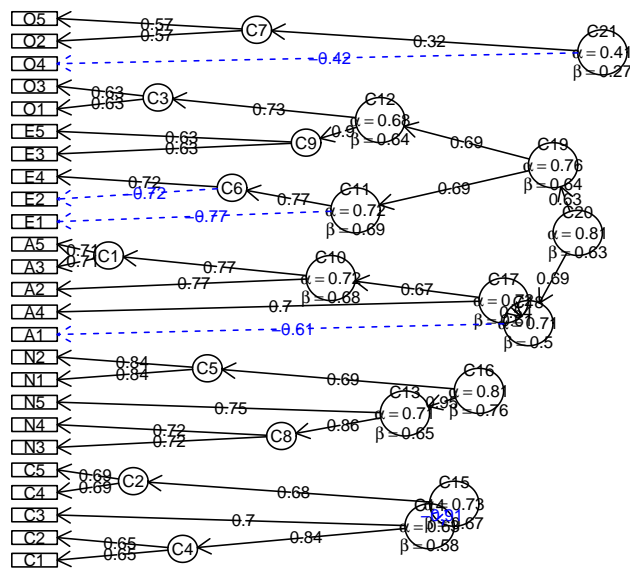 O5
O2
O4
O3
O1
E5
E3
E4
E2
E1
A5
A3
A2
A4
A1
N2
N1
N5
N4
N3
C5
C4
C3
C2
C1
0.57
0.57
C7
0.32
−0.42
C21
α = 0.41
β = 0.27
0.63
0.63
C3
0.73
C12
α = 0.68
β = 0.64
0.63
0.63
C9
0.69
C19
α = 0.76
β = 0.64
0.72
−0.72
C6
0.77
−0.77
C11
α = 0.72
β = 0.69
0.69
0.63
C20
α = 0.81
β = 0.63
0.71
0.71
C1
0.77
0.77
C10
α = 0.72
β = 0.68
0.67
0.7
C17
0.69
−0.61
β = 0.5
0.84
0.84
C5
0.69
C16
α = 0.81
β = 0.76
0.75
C13
α = 0.71
β = 0.65
0.72
0.72
C8
0.86
0.69
0.69
C2
0.68
C15
0.7
β = 0.58
0.65
0.65
C4
0.84